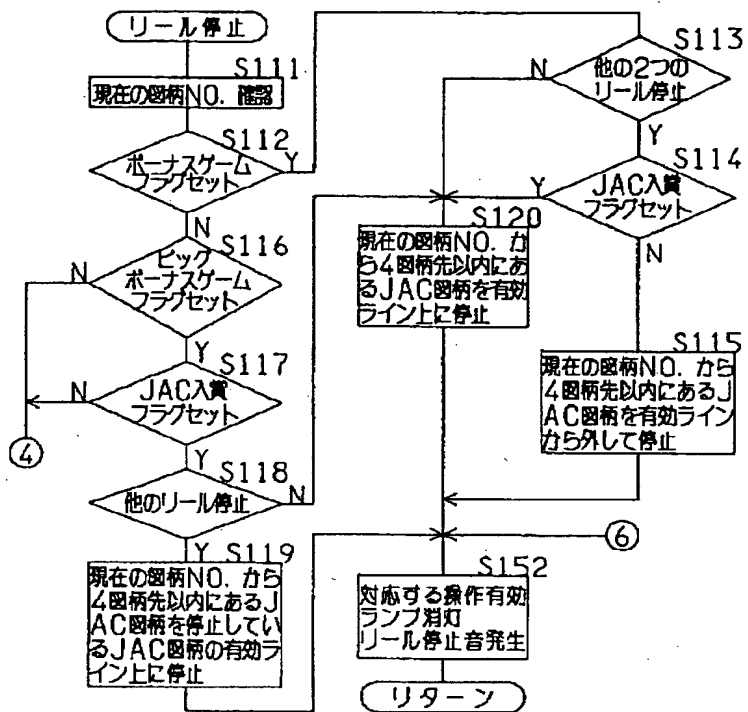 リール停止
S111
現在の図柄NO. 確認
S112
ボーナスゲーム
フラグセット
Y
N
S116
ビッグ
ボーナスゲーム
フラグセット
N
Y
S117
JAC入賞
フラグセット
N
Y
④
S118
他のリール停止
N
Y
S119
現在の図柄NO. から
4図柄先以内にあるJ
AC図柄を停止してい
るJAC図柄の有効ラ
イン上に停止
S113
他の2つの
リール停止
N
Y
S114
JAC入賞
フラグセット
Y
N
S120
現在の図柄NO. か
ら4図柄先以内にあ
るJAC図柄を有効
ライン上に停止
S115
現在の図柄NO. から
4図柄先以内にあるJ
AC図柄を有効ライン
から外して停止
⑥
S152
対応する操作有効
ランプ消灯
リール停止音発生
リターン